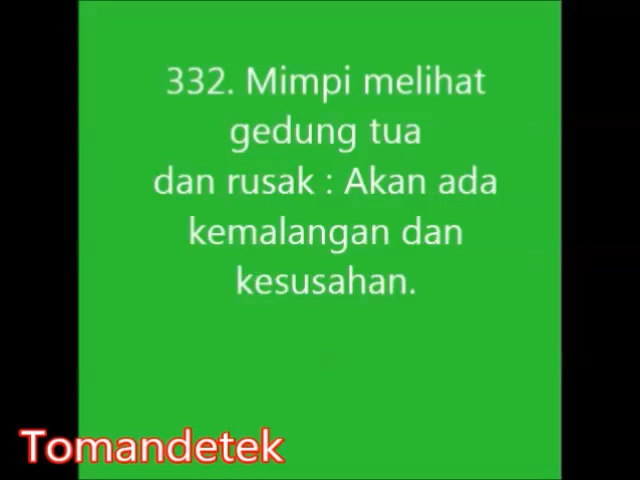 332. Mimpi melihat
gedung tua
dan rusak : Akan ada
kemalangan dan
kesusahan.
Tomandetek